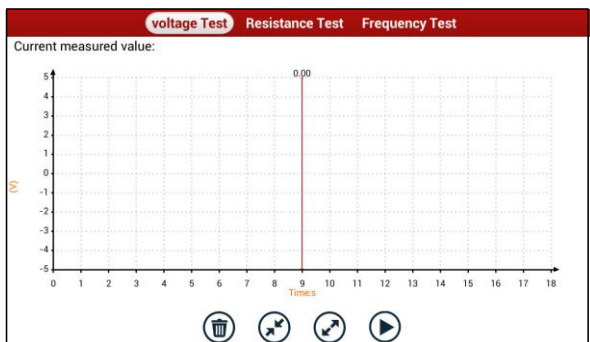 voltage Test Resistance Test Frequency Test
Current measured value:
0.00
5
4
3
2
1
0
-1
-2
-3
-4
-5
(V)
0 1 2 3 4 5 6 7 8 9 10 11 12 13 14 15 16 17 18
Time:s